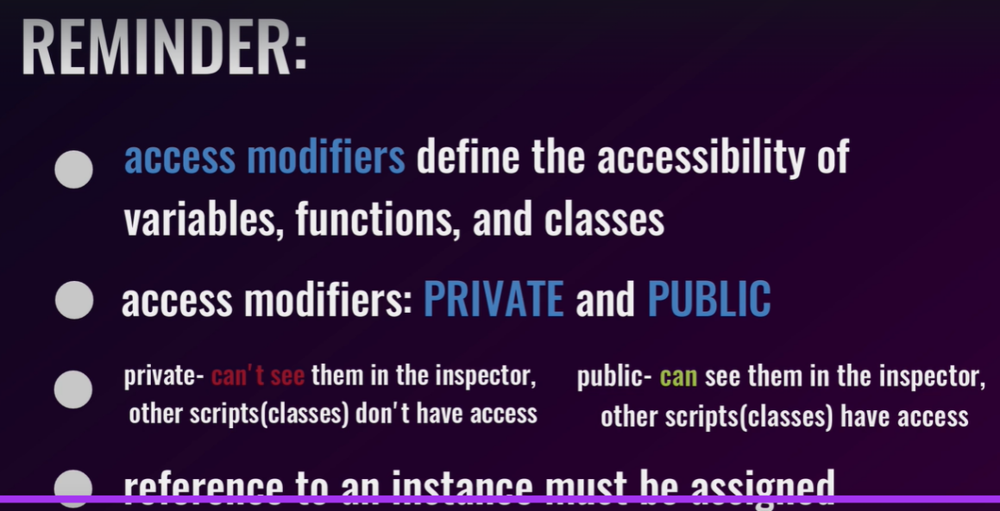 REMINDER:
access modifiers define the accessibility of
variables, functions, and classes
access modifiers: PRIVATE and PUBLIC
private- can't see them in the inspector,
other scripts(classes) don't have access
public- can see them in the inspector,
other scripts(classes) have access
reference to an instance must be assigned